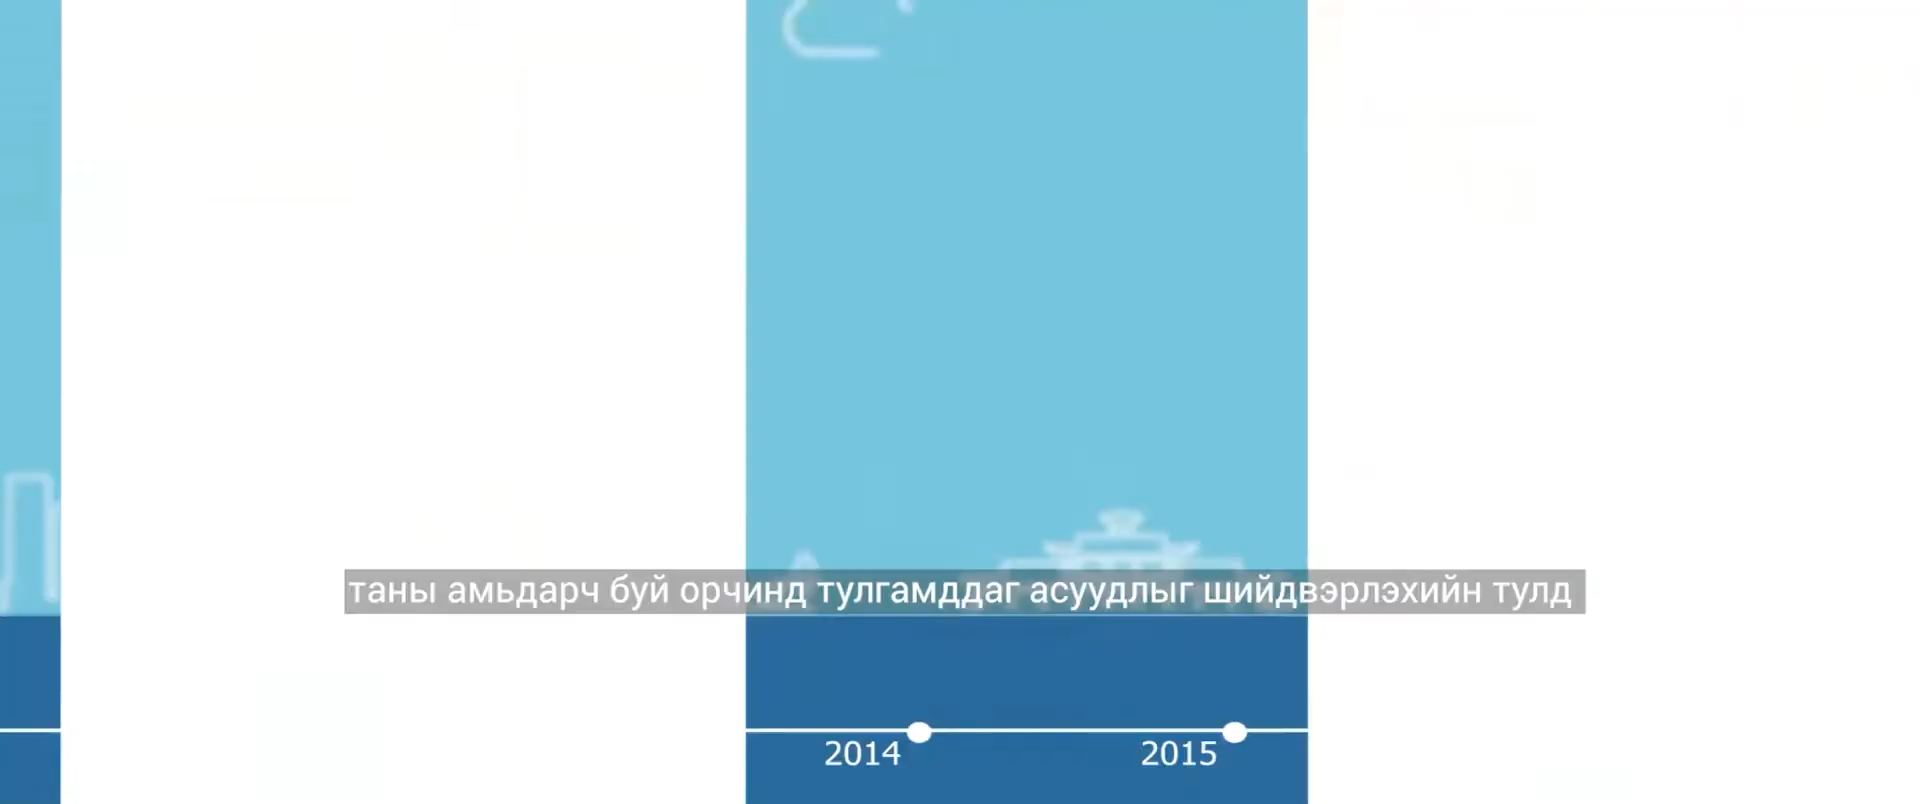 таны амьдарч буй орчинд тулгамддаг асуудлыг шийдвэрлэхийн тулд
2014 2015